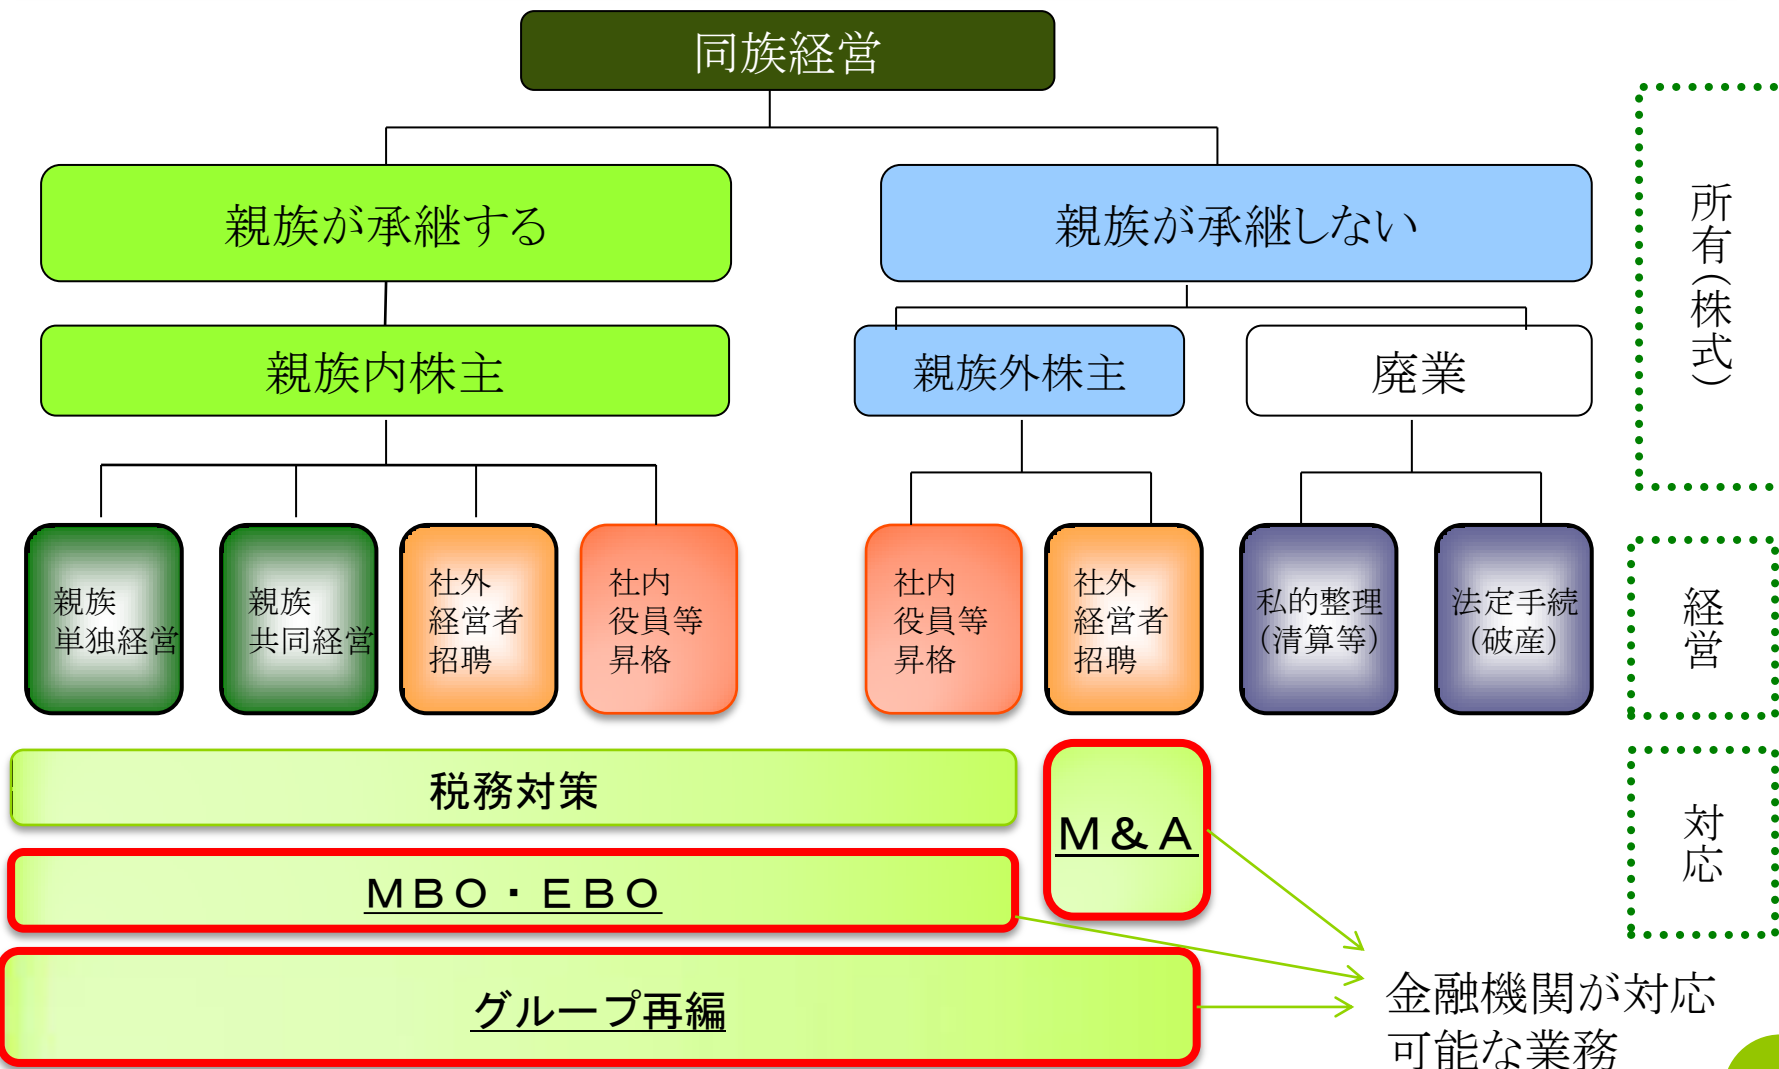 同族経営
親族が承継する
親族が承継しない
所有(株式)
親族内株主
親族外株主
廃業
親族
単独経営
親族
共同経営
社外
経営者
招聘
社内
役員等
昇格
社内
役員等
昇格
社外
経営者
招聘
私的整理
(清算等)
法定手続
(破産)
経営
税務対策
M&A
対応
MBO・EBO
グループ再編
金融機関が対応
可能な業務